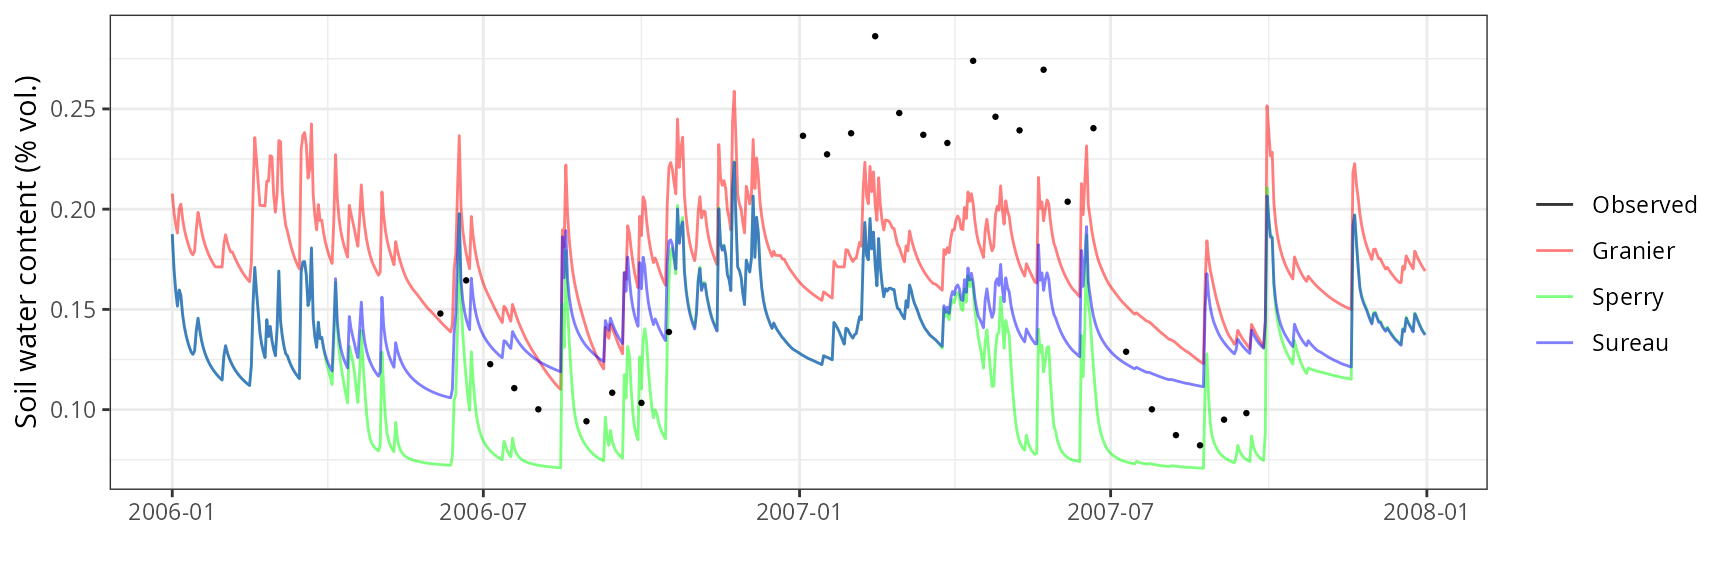 Soil water content (% vol.)
0.25
0.20
0.15
0.10
2006-01
2006-07
2007-01
2007-07
2008-01
Observed
Granier
Sperry
Sureau